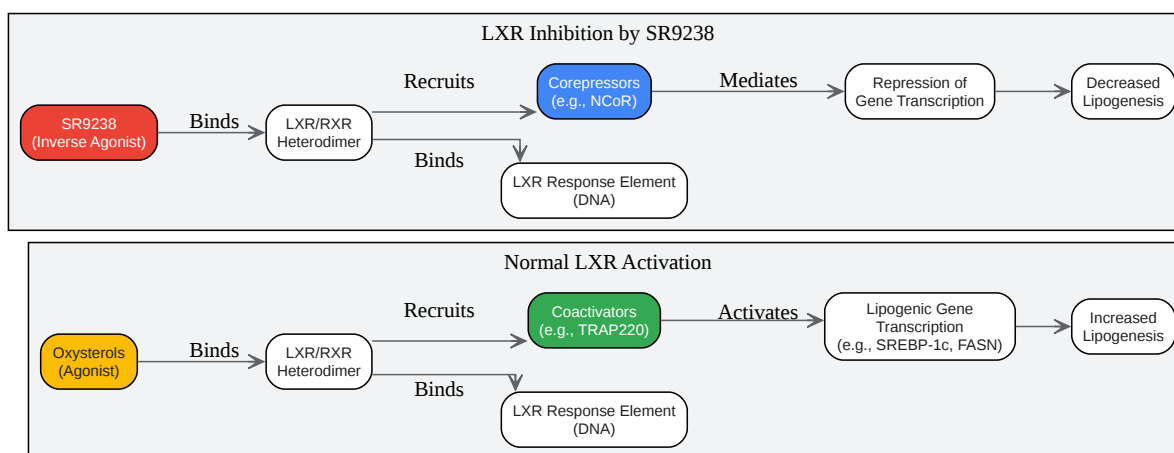 LXR Inhibition by SR9238
SR9238
(Inverse Agonist)
Binds
LXR/RXR
Heterodimer
Recruits
Binds
Corepressors
(e.g., NCoR)
LXR Response Element
(DNA)
Mediates
Repression of
Gene Transcription
Decreased
Lipogenesis
Normal LXR Activation
Oxysterols
(Agonist)
Binds
LXR/RXR
Heterodimer
Recruits
Binds
Coactivators
(e.g., TRAP220)
LXR Response Element
(DNA)
Activates
Lipogenic Gene
Transcription
(e.g., SREBP-1c, FASN)
Increased
Lipogenesis